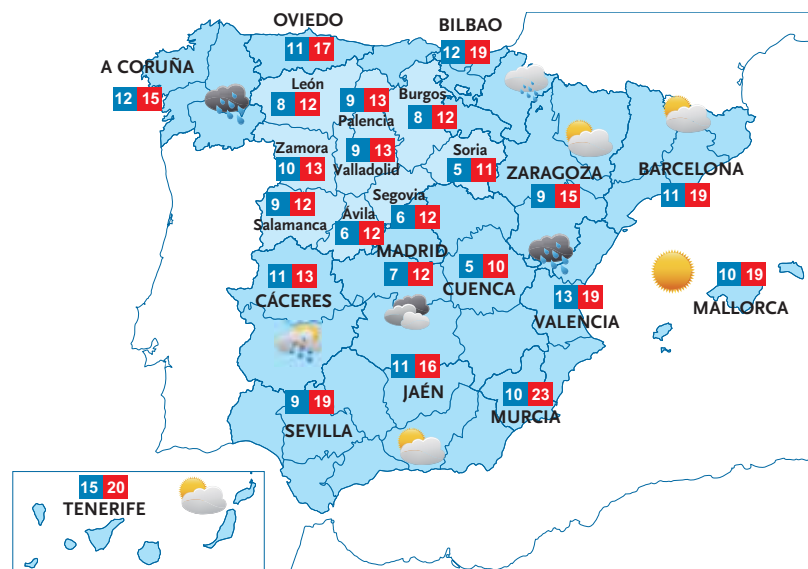 OVIEDO
11 17
BILBAO
12 19
A CORUÑA
12 15
León
8 12
9 13
Palencia
Burgos
8 12
Zamora
10 13
9 13
Valladolid
Soria
5 11
ZARAGOZA
9 15
BARCELONA
11 19
9 12
Salamanca
Segovia
6 12
Ávila
6 12
MADRID
7 12
5 10
CUENCA
11 13
CÁCERES
13 19
VALENCIA
10 19
MALLORCA
11 16
JAÉN
9 19
SEVILLA
10 23
MURCIA
15 20
TENERIFE